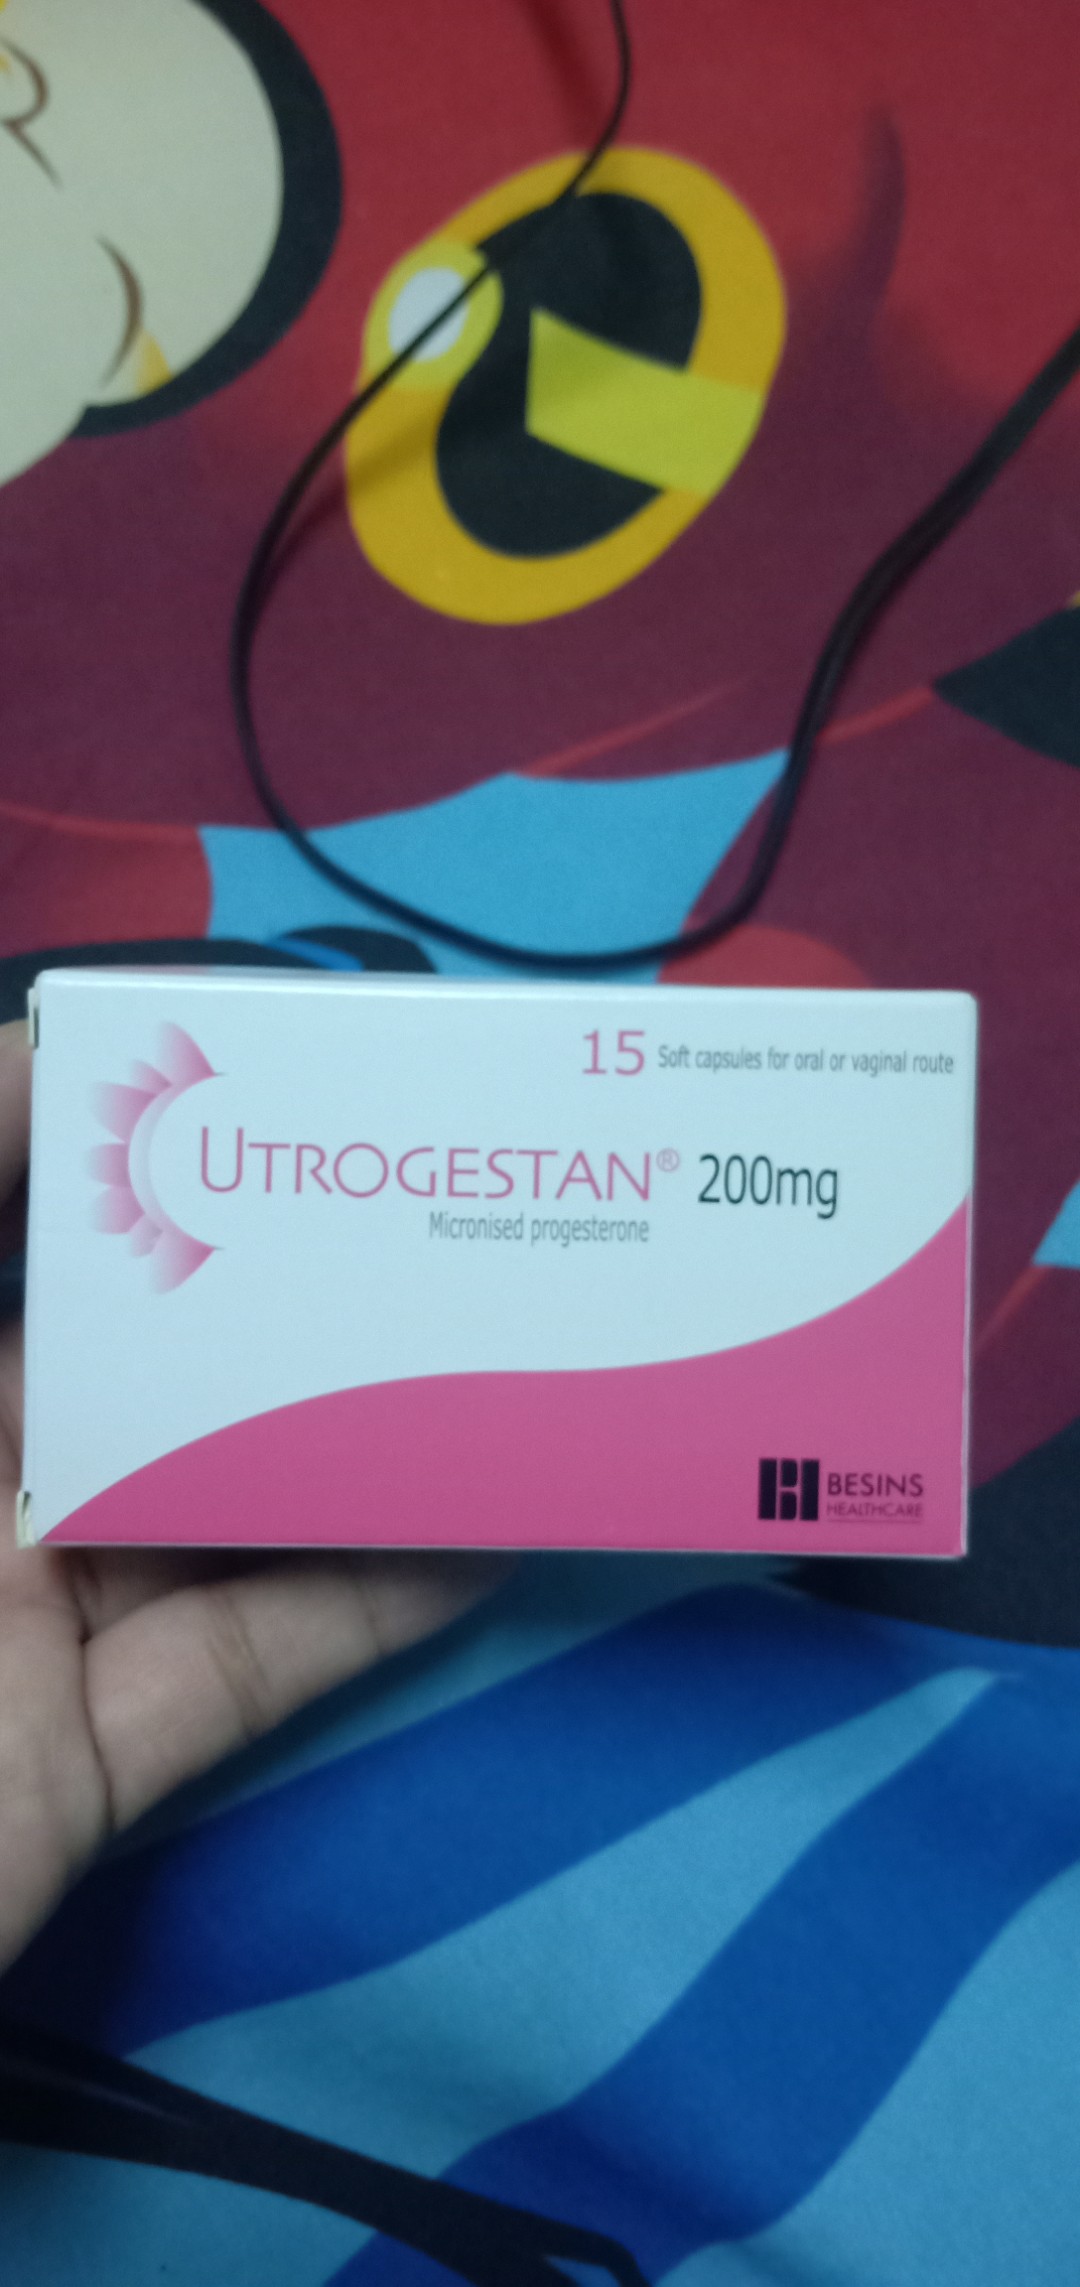 15 Soft capsules for oral or vaginal route
UTROGESTAN® 200mg
Micronised progesterone
BESINS
HEALTHCARE